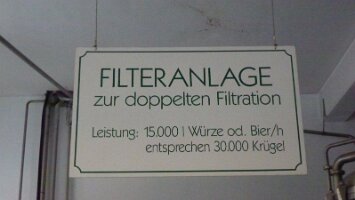 FILTERANLAGE
zur doppelten Filtration
Leistung: 15.000 l Würze od. Bier/h
entsprechen 30.000 Krügel